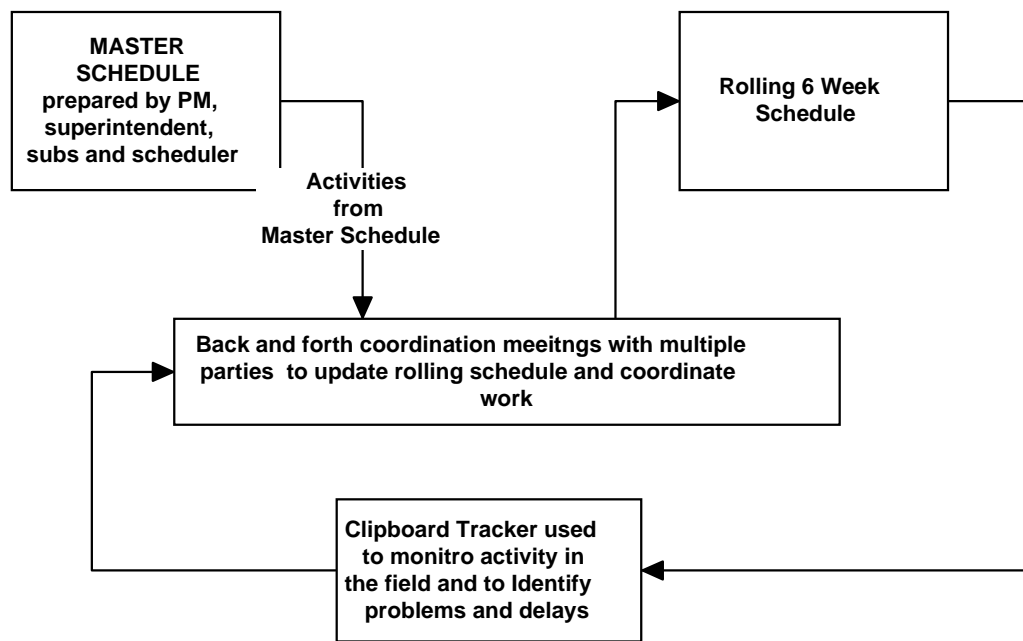 MASTER
SCHEDULE
prepared by PM,
superintendent,
subs and scheduler
Rolling 6 Week
Schedule
Activities
from
Master Schedule
Back and forth coordination meeitngs with multiple
parties to update rolling schedule and coordinate
work
Clipboard Tracker used
to monitro activity in
the field and to Identify
problems and delays